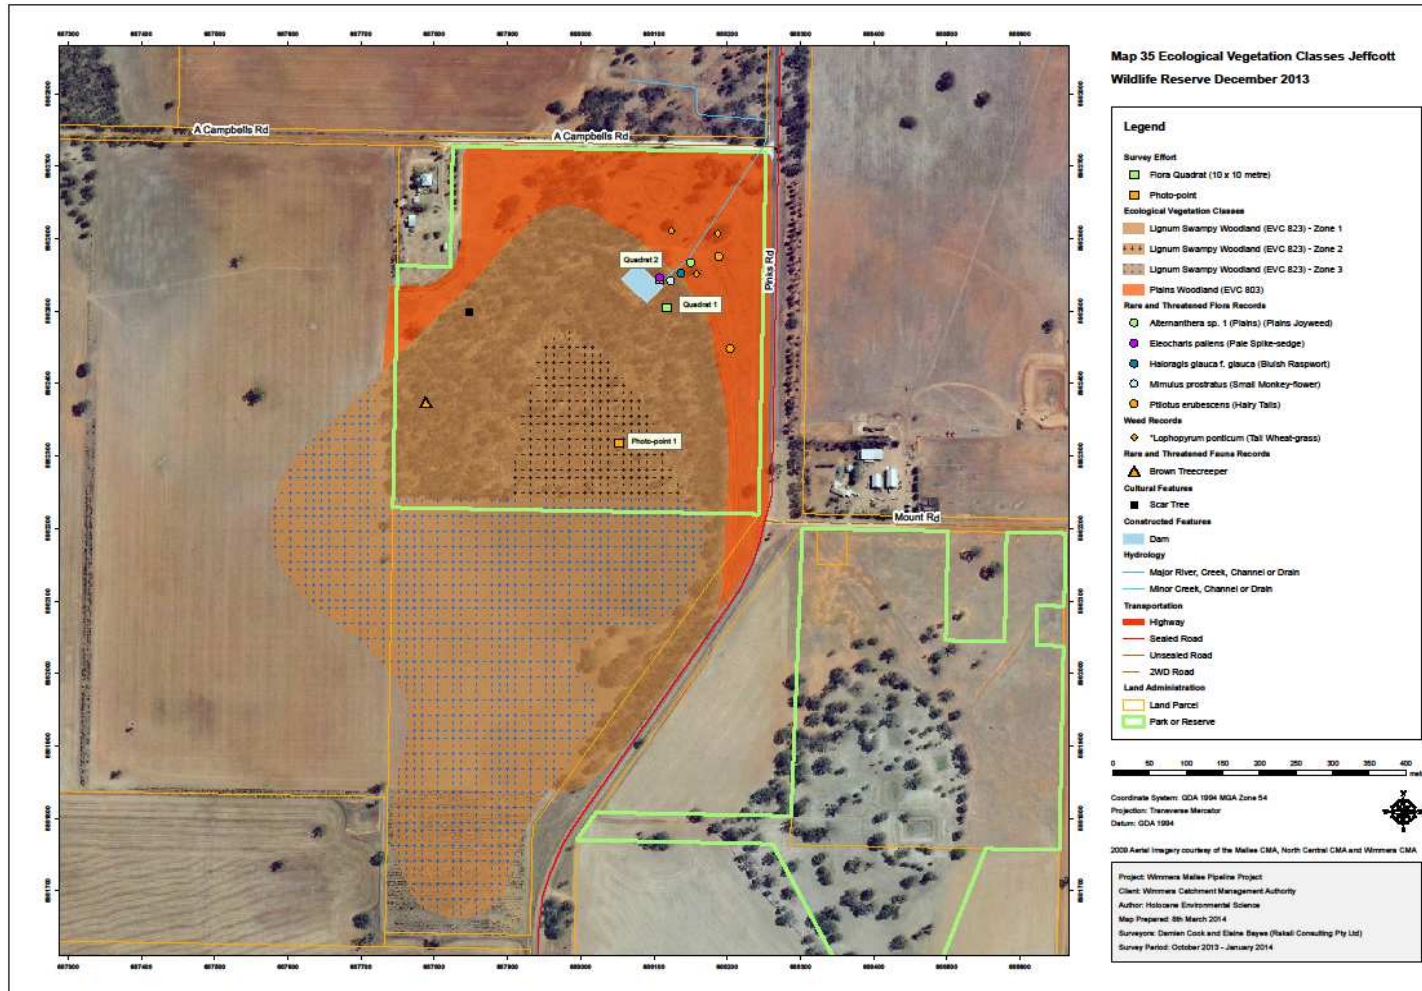 A Campbells Rd
A Campbells Rd
Pinks Rd
Quadrat 2
Quadrat 1
Photo-point 1
Mount Rd
Map 35 Ecological Vegetation Classes Jeffcott
Wildlife Reserve December 2013
Legend
Survey Effort
Flora Quadrat (10 x 10 metre)
Photo-point
Ecological Vegetation Classes
Lignum Swampy Woodland (EVC 823) - Zone 1
Lignum Swampy Woodland (EVC 823) - Zone 2
Lignum Swampy Woodland (EVC 823) - Zone 3
Plains Woodland (EVC 803)
Rare and Threatened Flora Records
Alternanthera sp. 1 (Plains) (Plains Joyweed)
Eleocharis pallens (Pale Spike-sedge)
Haloragis glauca f. glauca (Bluish Raspwort)
Mimulus prostratus (Small Monkey-flower)
Ptilotus erubescens (Hairy Tails)
Weed Records
*Lophopyrum ponticum (Tall Wheat-grass)
Rare and Threatened Fauna Records
Brown Treecreeper
Cultural Features
Scar Tree
Constructed Features
Dam
Hydrology
Major River, Creek, Channel or Drain
Minor Creek, Channel or Drain
Transportation
Highway
Sealed Road
Unsealed Road
2WD Road
Land Administration
Land Parcel
Park or Reserve
0 50 100 150 200 250 300 350 400
Coordinate System: GDA 1994 MGA Zone 54
Projection: Transverse Mercator
Datum: GDA 1994
2009 Aerial Imagery courtesy of the Mallee CMA, North Central CMA and Wimmera CMA
Project: Wimmera Mallee Pipeline Project
Client: Wimmera Catchment Management Authority
Author: Holocene Environmental Science
Map Prepared: 8th March 2014
Surveyors: Damien Cook and Elaine Bayes (Rakali Consulting Pty Ltd)
Survey Period: October 2013 - January 2014